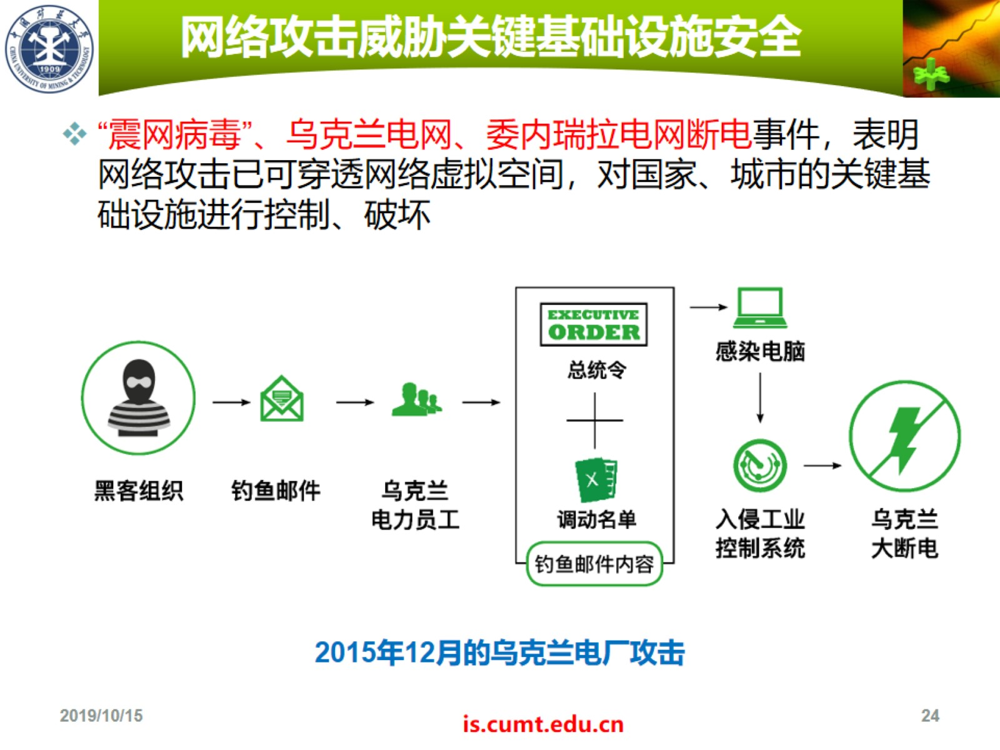 中国矿业大学
CHINA UNIVERSITY OF MINING & TECHNOLOGY
1909
网络攻击威胁关键基础设施安全
“震网病毒”、乌克兰电网、委内瑞拉电网断电事件，表明
网络攻击已可穿透网络虚拟空间，对国家、城市的关键基
础设施进行控制、破坏
EXECUTIVE
ORDER
总统令
X
调动名单
钓鱼邮件内容
黑客组织
钓鱼邮件
乌克兰
电力员工
感染电脑
入侵工业
控制系统
乌克兰
大断电
2015年12月的乌克兰电厂攻击
2019/10/15
is.cumt.edu.cn
24